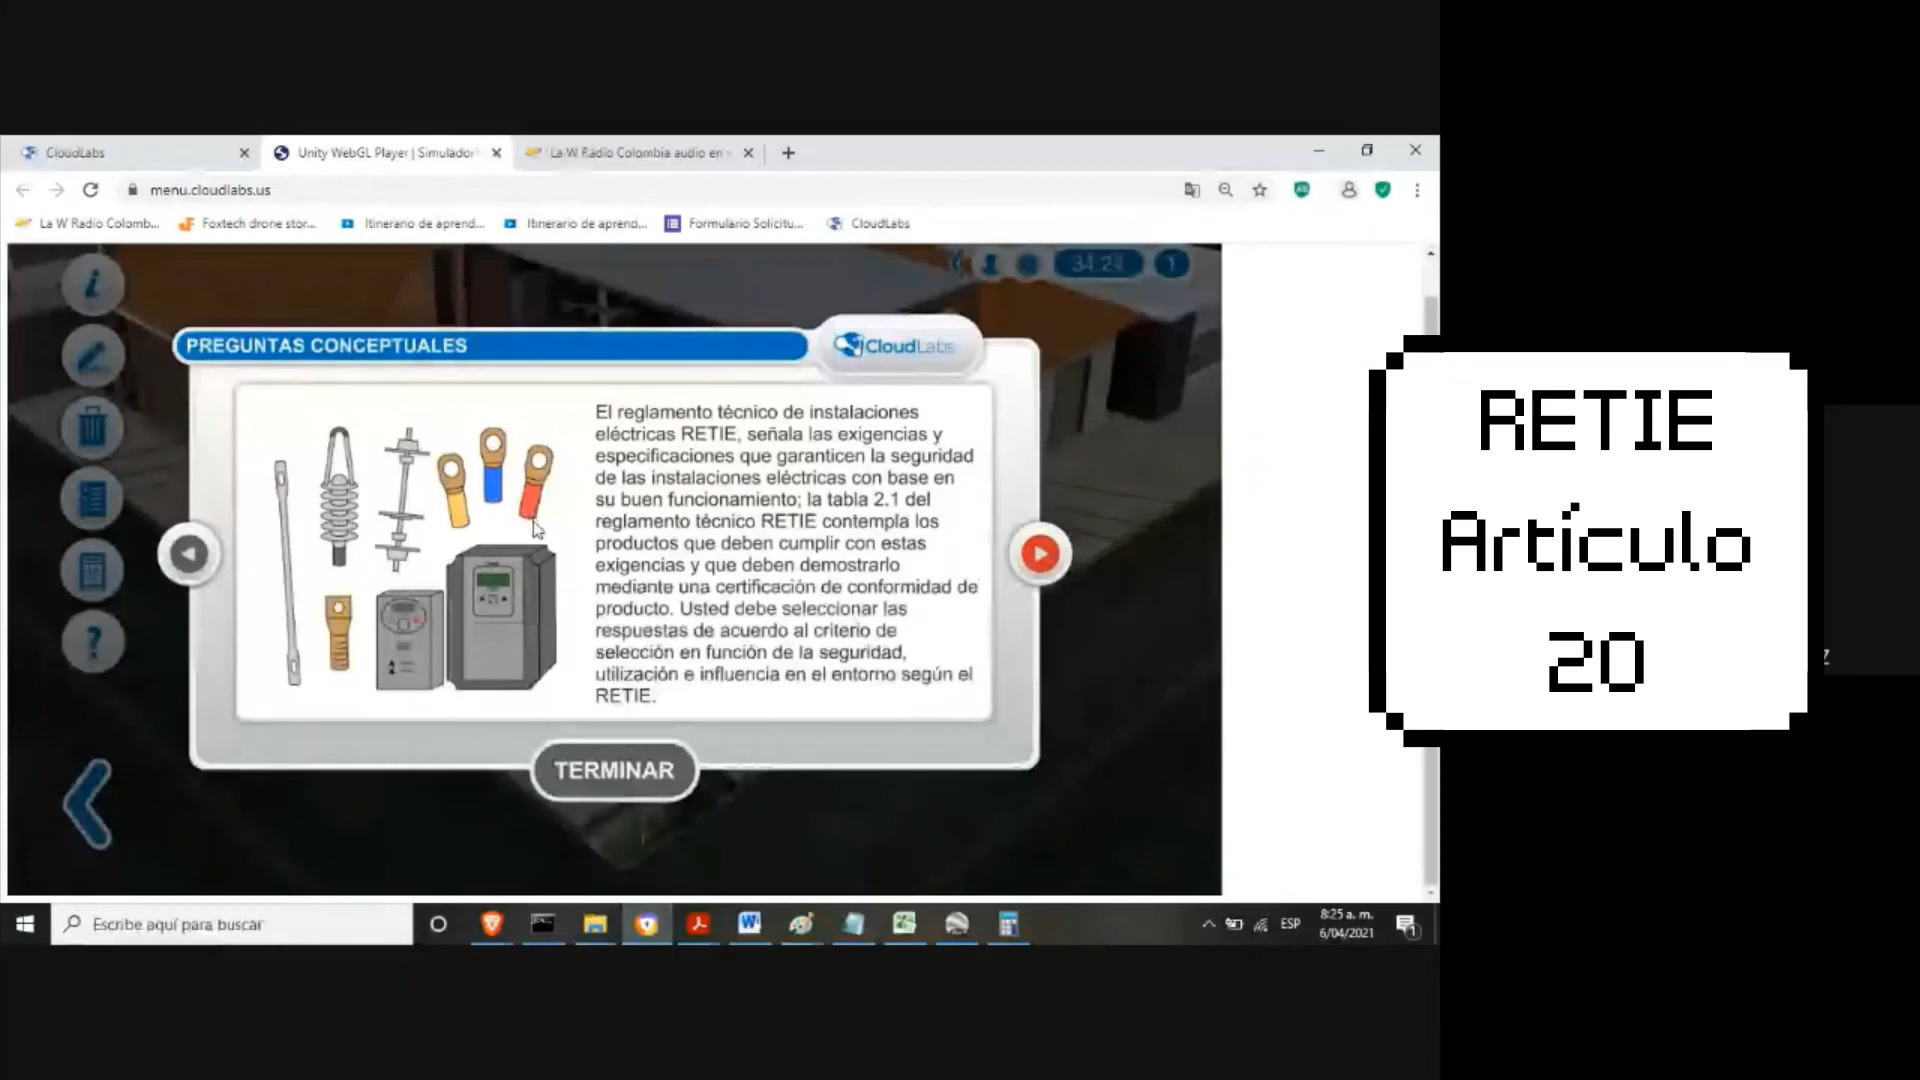 CloudLabs
Unity WebGL Player | Simulador
La W Radio Colombia audio en v
menu.cloudlabs.us
La W Radio Colomb...
Foxtech drone stor...
Itinerario de aprend...
Itinerario de aprend...
Formulario Solicitu...
CloudLabs
34:24
1
PREGUNTAS CONCEPTUALES
CloudLabs
El reglamento técnico de instalaciones
eléctricas RETIE, señala las exigencias y
especificaciones que garanticen la seguridad
de las instalaciones eléctricas con base en
su buen funcionamiento; la tabla 2.1 del
reglamento técnico RETIE contempla los
productos que deben cumplir con estas
exigencias y que deben demostrarlo
mediante una certificación de conformidad de
producto. Usted debe seleccionar las
respuestas de acuerdo al criterio de
selección en función de la seguridad,
utilización e influencia en el entorno según el
RETIE.
TERMINAR
RETIE
Artículo
20
z
Escribe aquí para buscar
ESP
8:25 a. m.
6/04/2021
1